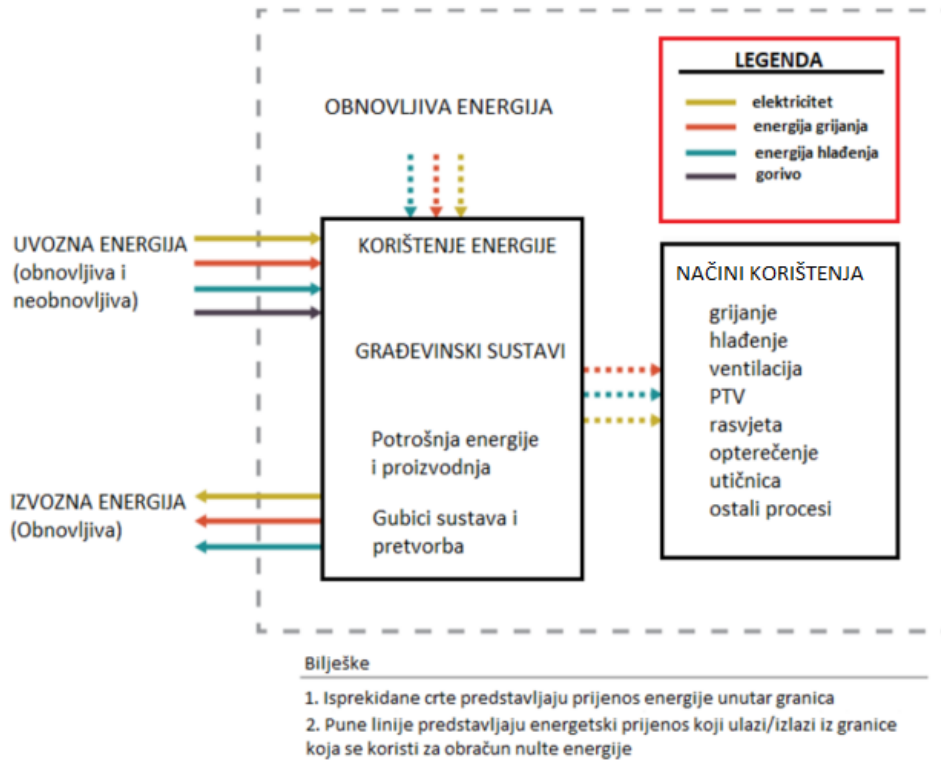 OBNOVLJIVA ENERGIJA
LEGENDA
elektricitet
energija grijanja
energija hlađenja
gorivo
UVOZNA ENERGIJA
(obnovljiva i
neobnovljiva)
KORIŠTENJE ENERGIJE
GRAĐEVINSKI SUSTAVI
Potrošnja energije
i proizvodnja
Gubici sustava i
pretvorba
NAČINI KORIŠTENJA
grijanje
hlađenje
ventilacija
PTV
rasvjeta
opterečenje
utičnica
ostali procesi
IZVOZNA ENERGIJA
(Obnovljiva)
Bilješke
1. Isprekidane crte predstavljaju prijenos energije unutar granica
2. Pune linije predstavljaju energetski prijenos koji ulazi/izlazi iz granice
koja se koristi za obračun nulte energije